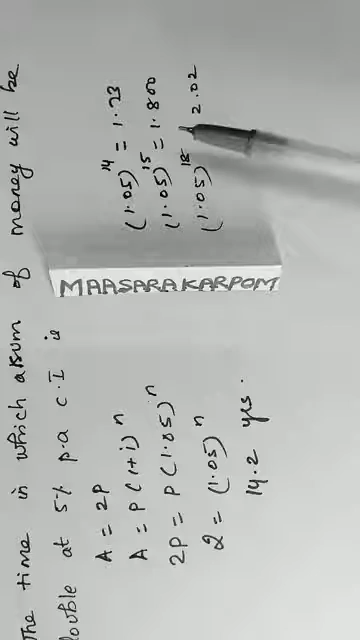 The time in which a sum of money will be
double at 5% p.a C.I is
A = 2P
A = P(1+i)^n
2P = P(1.05)^n
2 = (1.05)^n
14.2 yrs.
MAASARAKARPOM
(1.05)^14 = 1.93
(1.05)^15 = 1.800
(1.05)^18 2.02